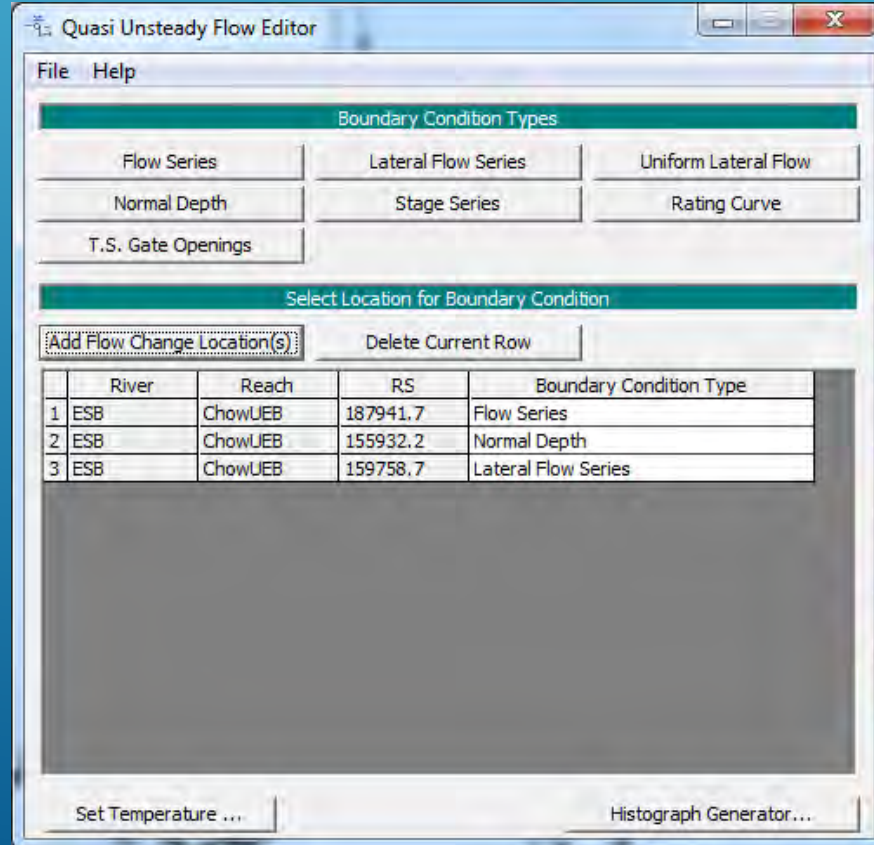 Quasi Unsteady Flow Editor
File Help
Boundary Condition Types
Flow Series Lateral Flow Series Uniform Lateral Flow
Normal Depth Stage Series Rating Curve
T.S. Gate Openings
Select Location for Boundary Condition
Add Flow Change Location(s) Delete Current Row
River Reach RS Boundary Condition Type
1 ESB ChowUEB 187941.7 Flow Series
2 ESB ChowUEB 155932.2 Normal Depth
3 ESB ChowUEB 159758.7 Lateral Flow Series
Set Temperature ... Histograph Generator...